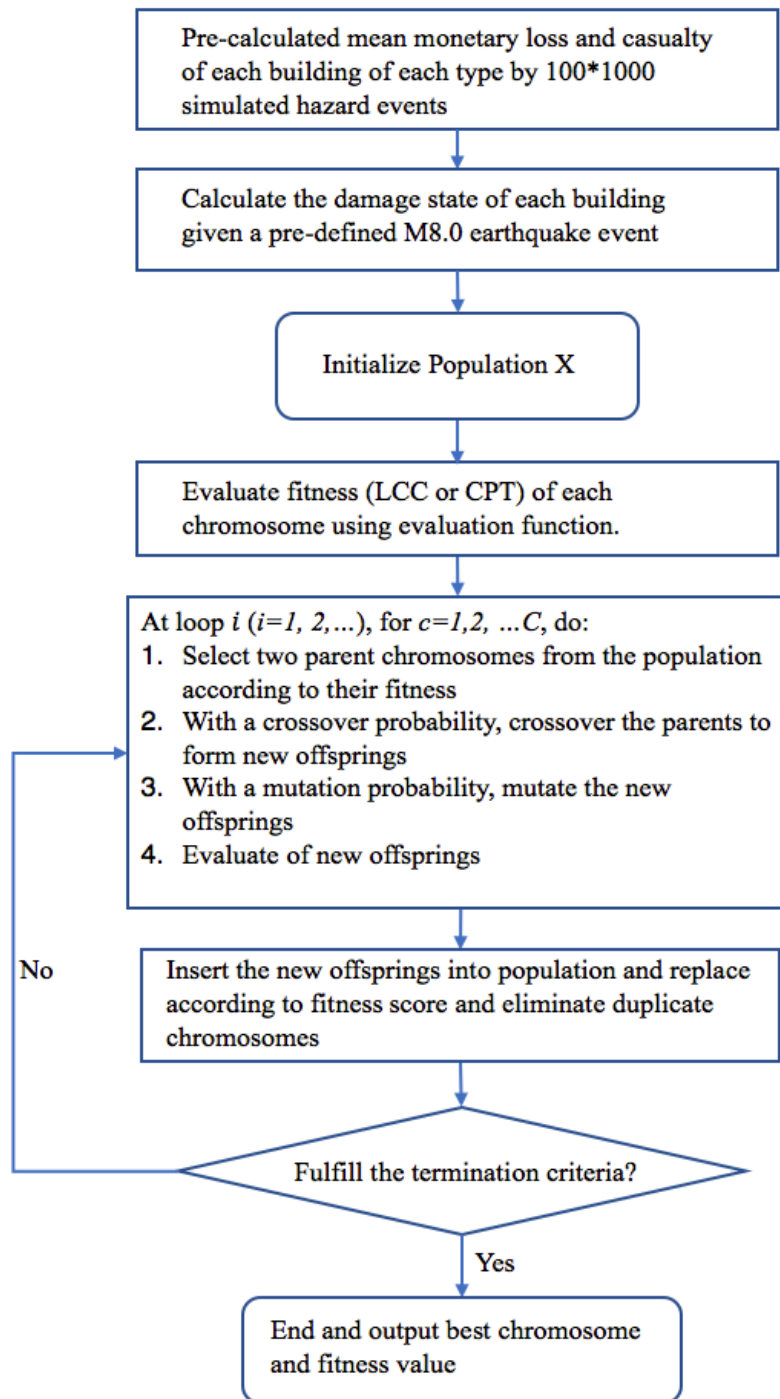 Pre-calculated mean monetary loss and casualty
of each building of each type by 100*1000
simulated hazard events
Calculate the damage state of each building
given a pre-defined M8.0 earthquake event
Initialize Population X
Evaluate fitness (LCC or CPT) of each
chromosome using evaluation function.
At loop i (i=1, 2,...), for c=1,2, ...C, do:
1. Select two parent chromosomes from the population
according to their fitness
2. With a crossover probability, crossover the parents to
form new offsprings
3. With a mutation probability, mutate the new
offsprings
4. Evaluate of new offsprings
No
Insert the new offsprings into population and replace
according to fitness score and eliminate duplicate
chromosomes
Fulfill the termination criteria?
Yes
End and output best chromosome
and fitness value